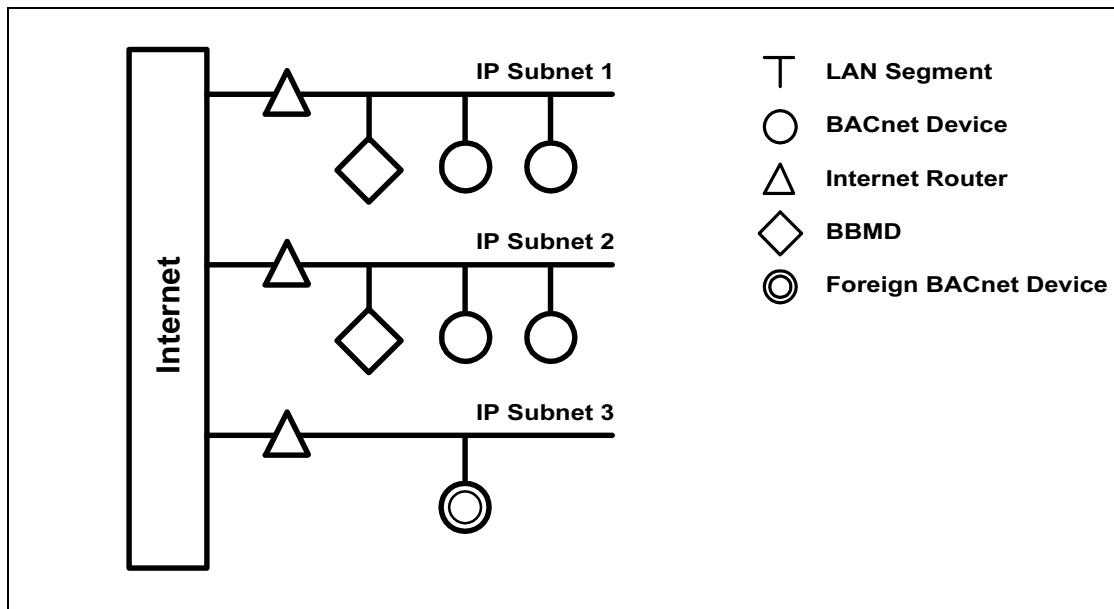 Internet
IP Subnet 1
IP Subnet 2
IP Subnet 3
LAN Segment
BACnet Device
Internet Router
BBMD
Foreign BACnet Device